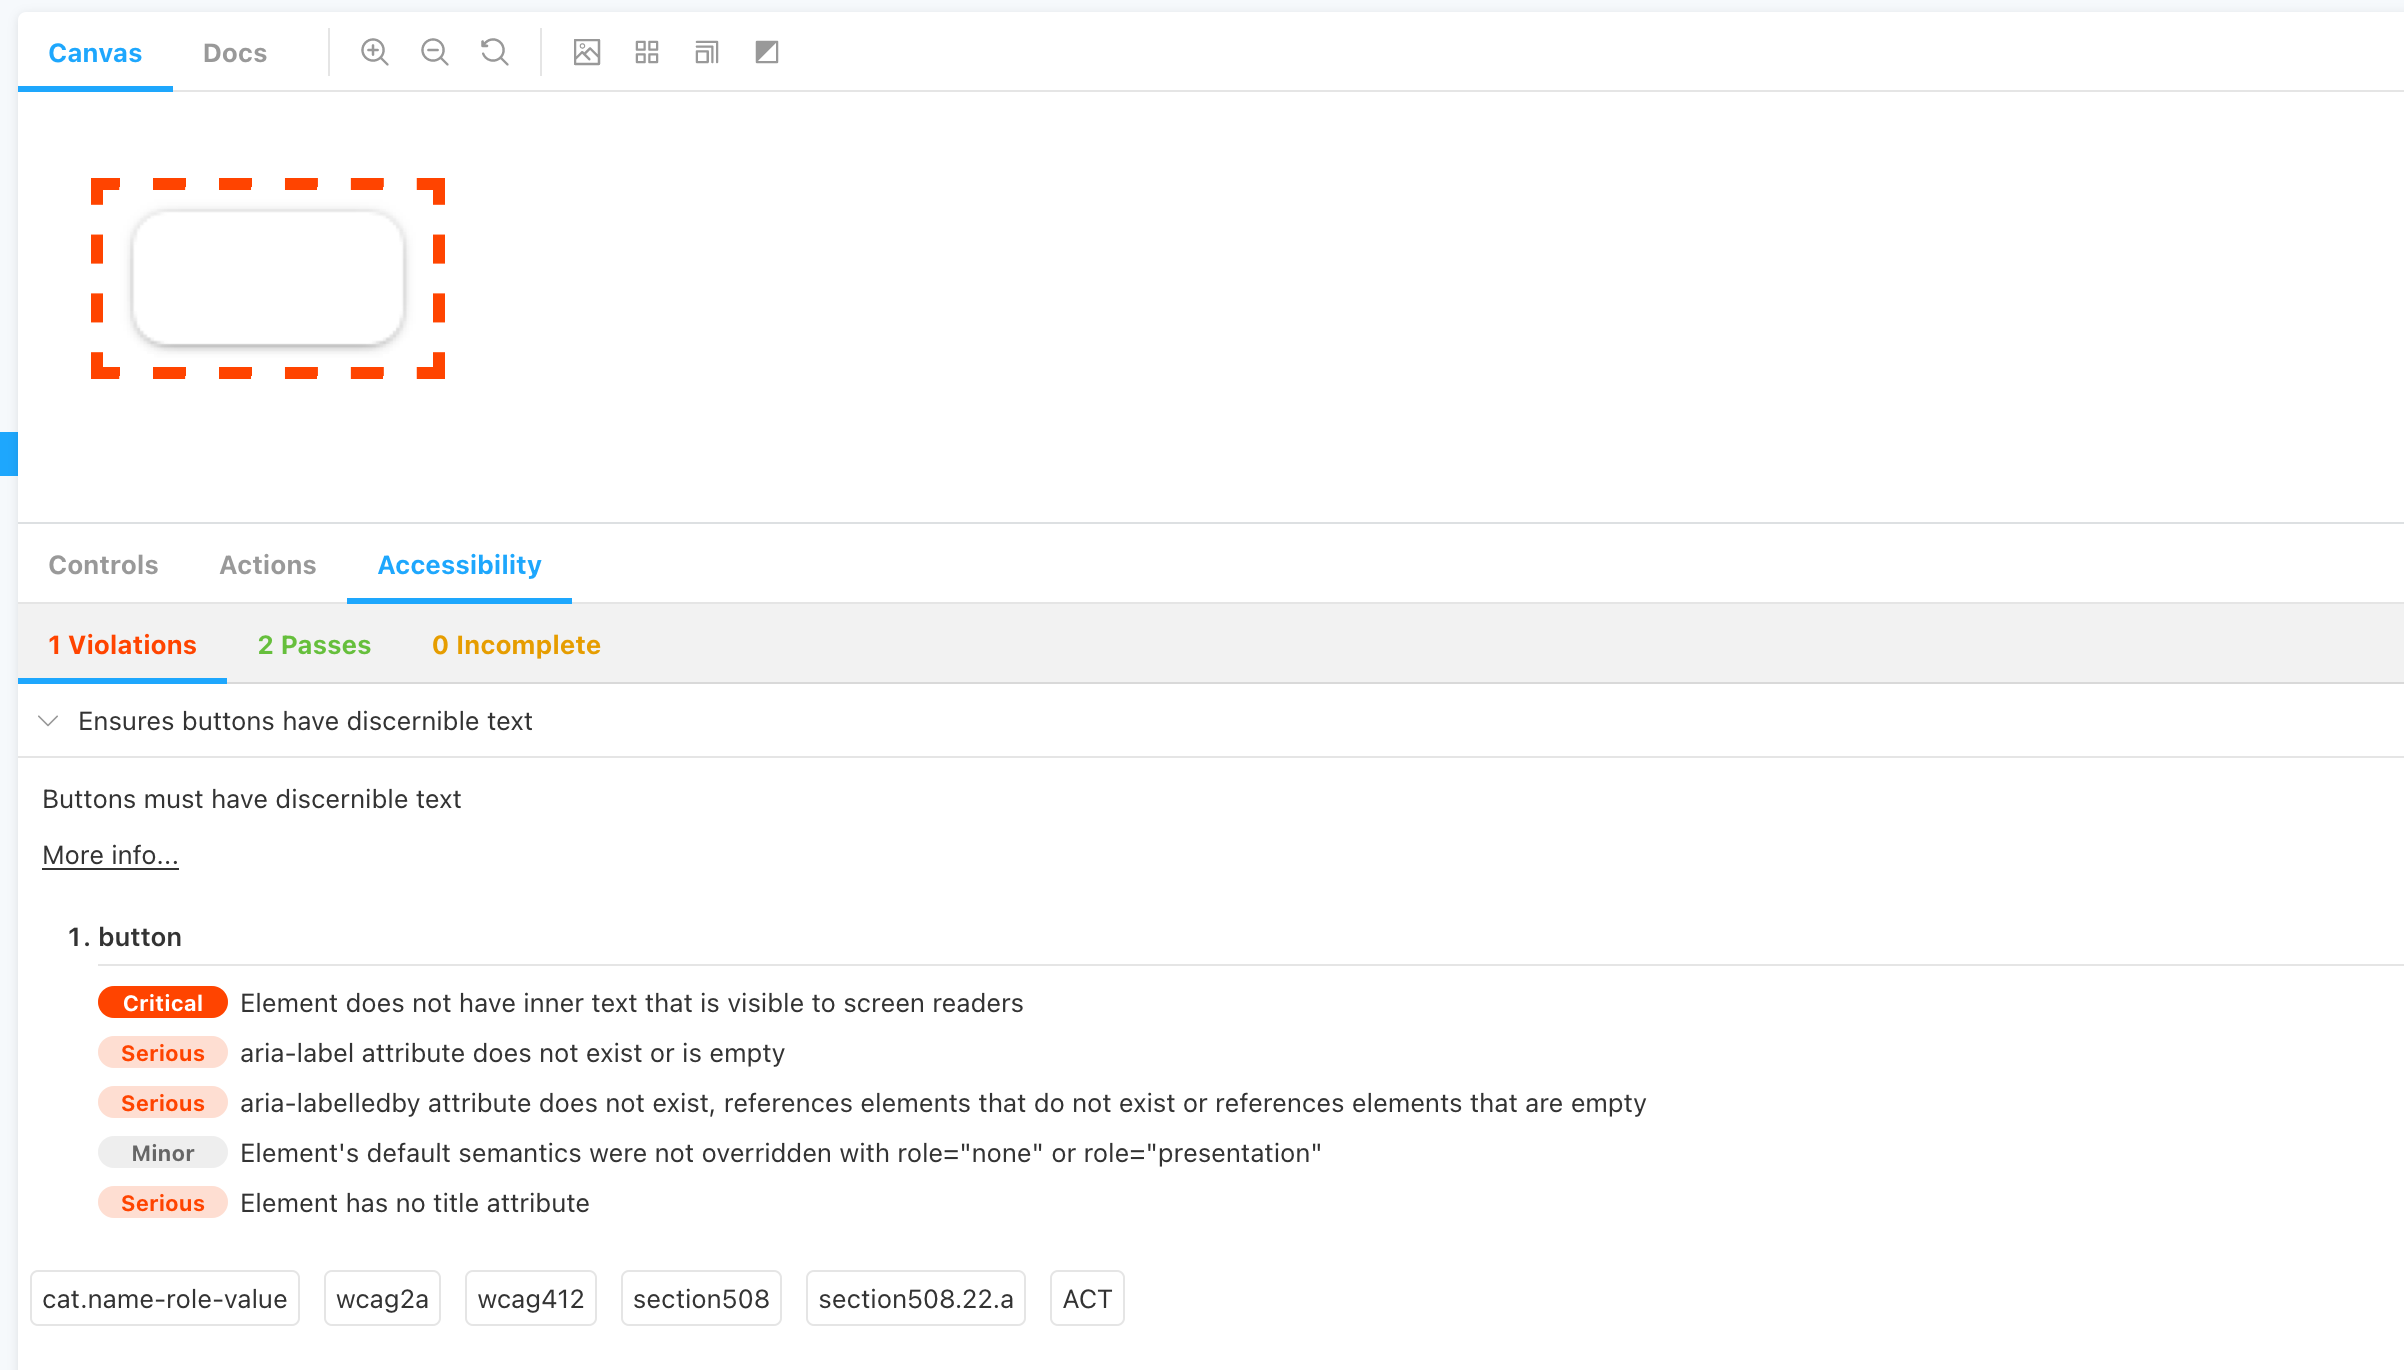 Canvas Docs
Controls Actions Accessibility
1 Violations 2 Passes 0 Incomplete
Ensures buttons have discernible text
Buttons must have discernible text
More info...
1. button
Critical Element does not have inner text that is visible to screen readers
Serious aria-label attribute does not exist or is empty
Serious aria-labelledby attribute does not exist, references elements that do not exist or references elements that are empty
Minor Element's default semantics were not overridden with role="none" or role="presentation"
Serious Element has no title attribute
cat.name-role-value wcag2a wcag412 section508 section508.22.a ACT